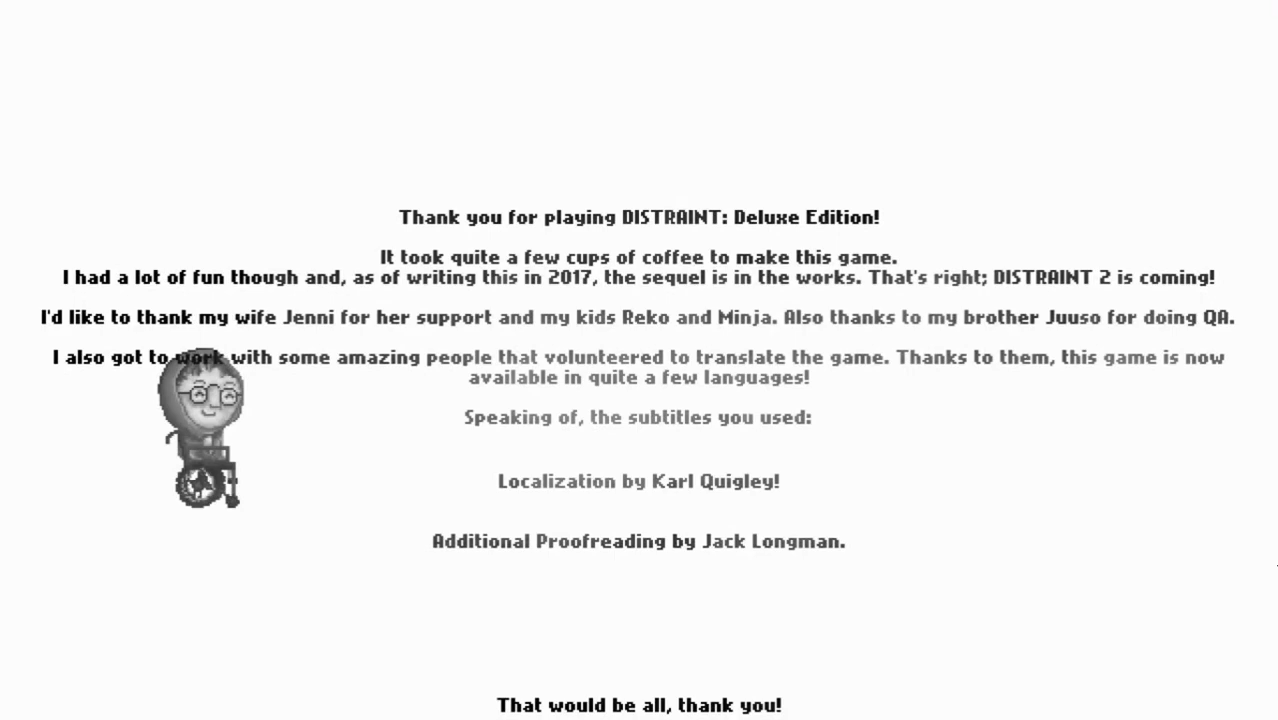 Thank you for playing DISTRAINT: Deluxe Edition!
It took quite a few cups of coffee to make this game.
I had a lot of fun though and, as of writing this in 2017, the sequel is in the works. That's right; DISTRAINT 2 is coming!
I'd like to thank my wife Jenni for her support and my kids Reko and Minja. Also thanks to my brother Juuso for doing QA.
I also got to work with some amazing people that volunteered to translate the game. Thanks to them, this game is now
available in quite a few languages!
Speaking of, the subtitles you used:
Localization by Karl Quigley!
Additional Proofreading by Jack Longman.
That would be all, thank you!